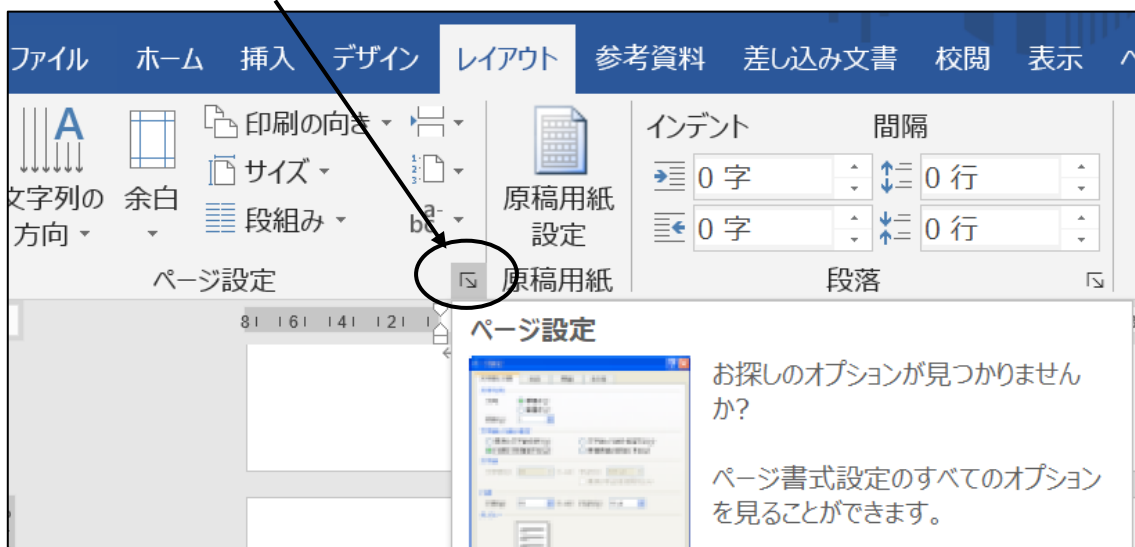 ファイル ホーム 挿入 デザイン レイアウト 参考資料 差し込み文書 校閲 表示
文字列の方向
余白
印刷の向き
サイズ
段組み
ページ設定
原稿用紙
設定
原稿用紙
インデント 間隔
0 字 0 行
0 字 0 行
段落
8 6 4 2
ページ設定
お探しのオプションが見つかりません
か?
ページ書式設定のすべてのオプション
を見ることができます。